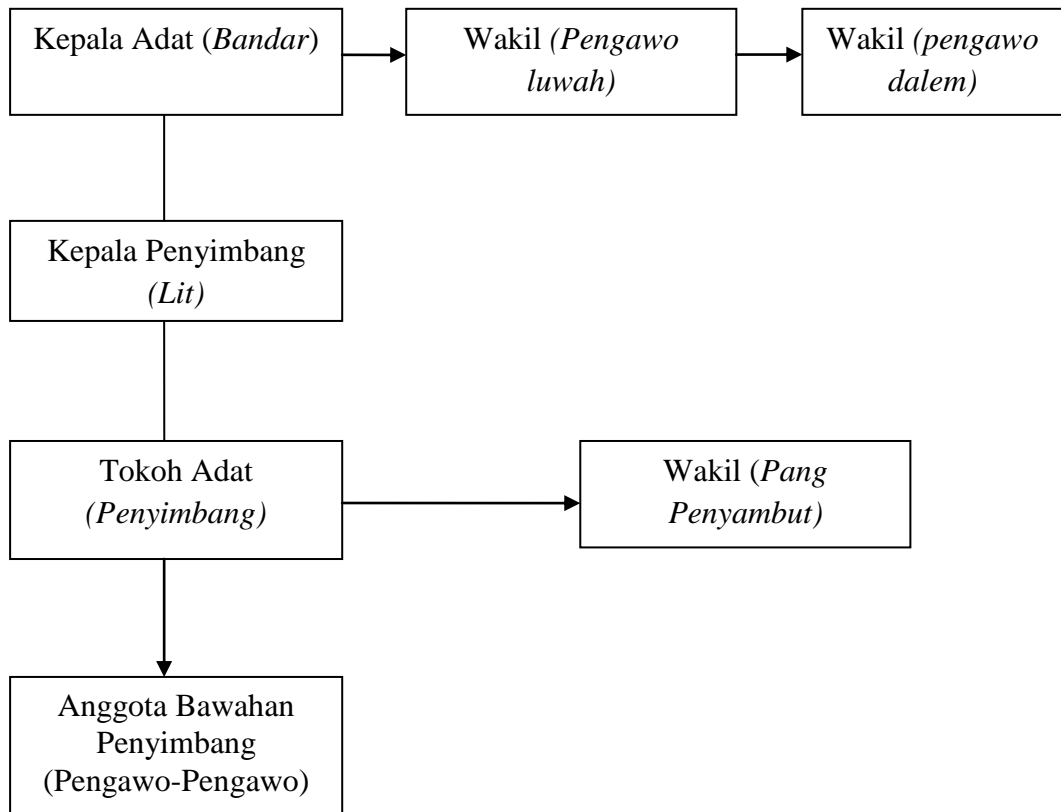 Kepala Adat (Bandar)
Wakil (Pengawo
luwah)
Wakil (pengawo
dalem)
Kepala Penyimbang
(Lit)
Tokoh Adat
(Penyimbang)
Wakil (Pang
Penyambut)
Anggota Bawahan
Penyimbang
(Pengawo-Pengawo)